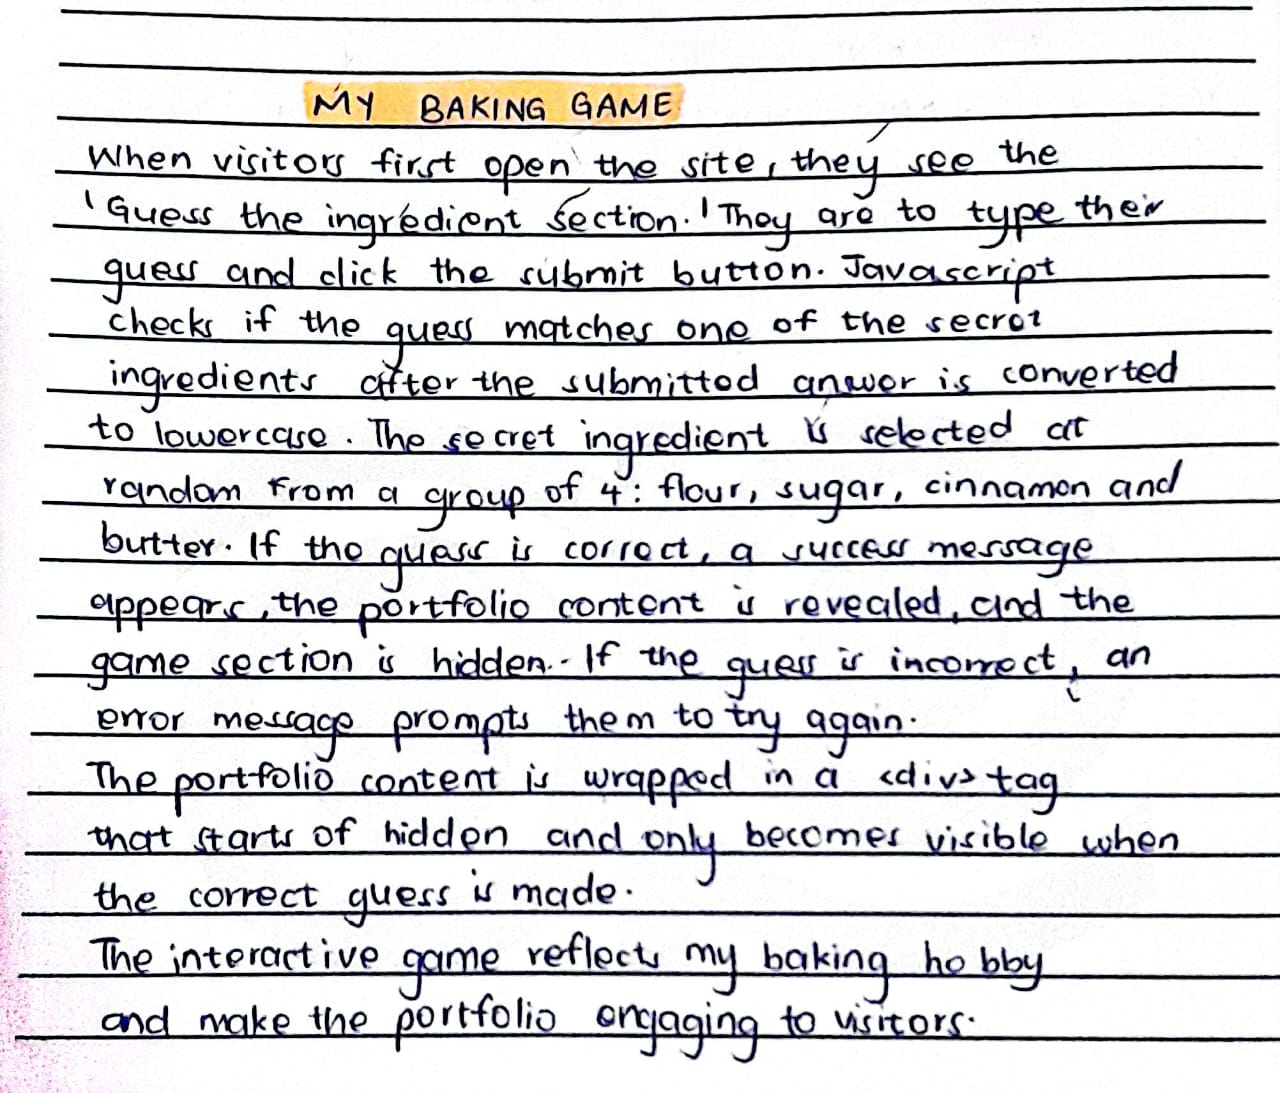 MY BAKING GAME
When visitors first open the site, they see the
'Guess the ingredient section.' They are to type their
guess and click the submit button. Javascript
checks if the guess matches one of the secret
ingredients after the submitted answer is converted
to lowercase. The secret ingredient is selected at
random from a group of 4: flour, sugar, cinnamon and
butter. If the guess is correct, a success message
appears, the portfolio content is revealed, and the
game section is hidden.. If the guess is incorrect, an
error message prompts them to try again.
The portfolio content is wrapped in a <div> tag
that starts of hidden and only becomes visible when
the correct guess is made.
The interactive game reflects my baking hobby
and make the portfolio engaging to visitors.